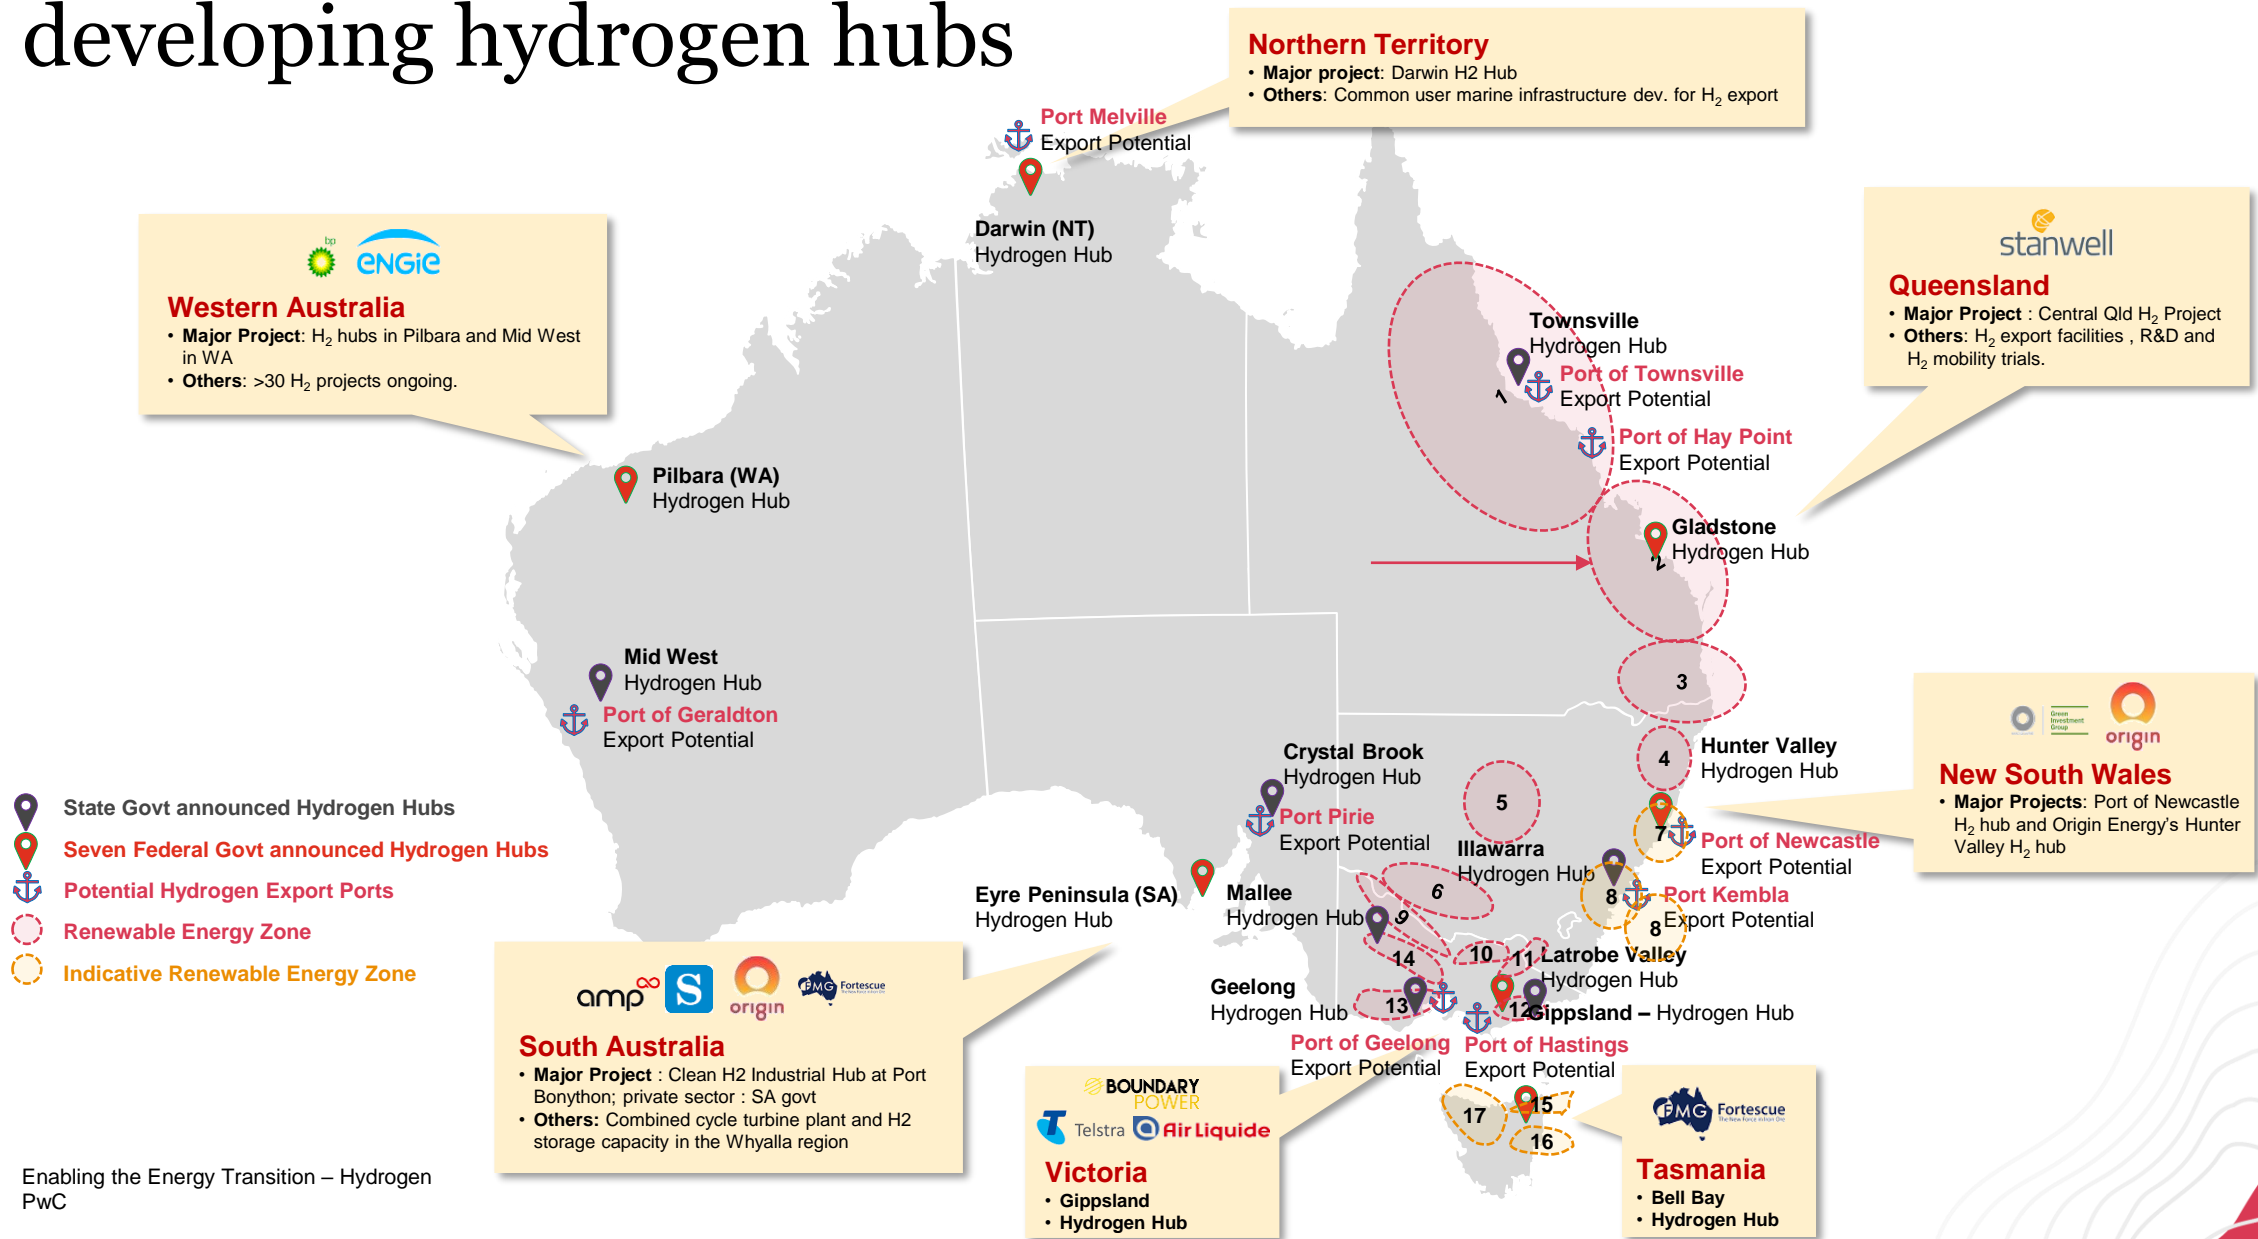 developing hydrogen hubs
Northern Territory
• Major project: Darwin H2 Hub
• Others: Common user marine infrastructure dev. for H2 export
Port Melville
Export Potential
Darwin (NT)
Hydrogen Hub
bp
ENGIE
Western Australia
• Major Project: H2 hubs in Pilbara and Mid West
in WA
• Others: >30 H2 projects ongoing.
stanwell
Queensland
• Major Project : Central Qld H2 Project
• Others: H2 export facilities , R&D and
H2 mobility trials.
Townsville
Hydrogen Hub
Port of Townsville
Export Potential
1
Port of Hay Point
Export Potential
Pilbara (WA)
Hydrogen Hub
Gladstone
Hydrogen Hub
2
Mid West
Hydrogen Hub
Port of Geraldton
Export Potential
3
4
Hunter Valley
Hydrogen Hub
Green
Investment
Group
origin
New South Wales
• Major Projects: Port of Newcastle
H2 hub and Origin Energy's Hunter
Valley H2 hub
Crystal Brook
Hydrogen Hub
Port Pirie
Export Potential
5
7
Port of Newcastle
Export Potential
Illawarra
Hydrogen Hub
State Govt announced Hydrogen Hubs
Seven Federal Govt announced Hydrogen Hubs
Potential Hydrogen Export Ports
Renewable Energy Zone
Indicative Renewable Energy Zone
Eyre Peninsula (SA)
Hydrogen Hub
Mallee
Hydrogen Hub
6
9
8
Port Kembla
Export Potential
8
14
10
11
Latrobe Valley
Hydrogen Hub
Geelong
Hydrogen Hub
13
12
Gippsland – Hydrogen Hub
Port of Geelong
Export Potential
Port of Hastings
Export Potential
amp
S
origin
FMG Fortescue
South Australia
• Major Project : Clean H2 Industrial Hub at Port
Bonython; private sector : SA govt
• Others: Combined cycle turbine plant and H2
storage capacity in the Whyalla region
BOUNDARY
POWER
T Telstra
Air Liquide
Victoria
• Gippsland
• Hydrogen Hub
17
15
16
FMG Fortescue
Tasmania
• Bell Bay
• Hydrogen Hub
Enabling the Energy Transition – Hydrogen
PwC